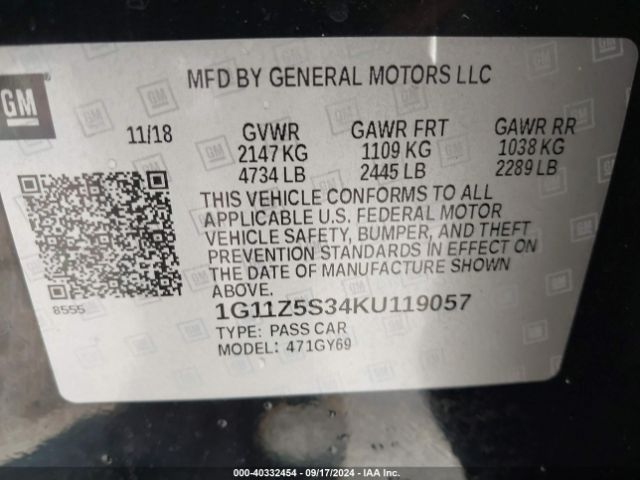 MFD BY GENERAL MOTORS LLC
GM
11/18 GVWR GAWR FRT GAWR RR
2147 KG 1109 KG 1038 KG
4734 LB 2445 LB 2289 LB
THIS VEHICLE CONFORMS TO ALL
APPLICABLE U.S. FEDERAL MOTOR
VEHICLE SAFETY, BUMPER, AND THEFT
PREVENTION STANDARDS IN EFFECT ON
THE DATE OF MANUFACTURE SHOWN
ABOVE.
8555
1G11Z5S34KU119057
TYPE: PASS CAR
MODEL: 471GY69
000-40332454 - 09/17/2024 - IAA Inc.